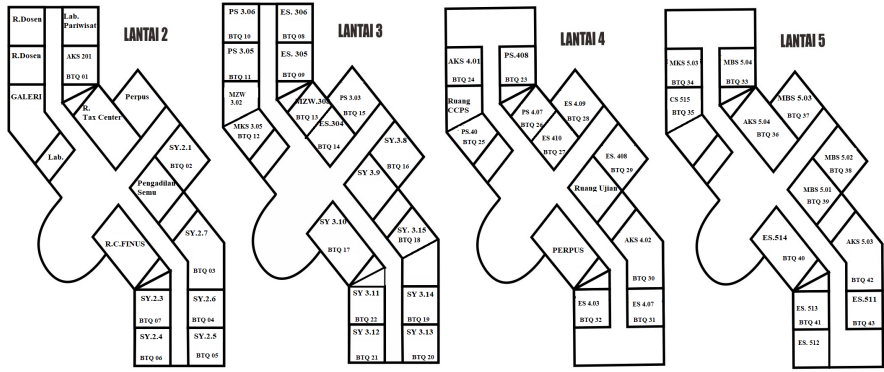 LANTAI 2
R.Dosen
Lab.
Pariwisat
R.Dosen
AKS 201
BTQ 01
GALERI
R.
Tax Center
Perpus
Lab.
SY.2.1
BTQ 02
Pengadilan
Semu
R.C.FINUS
SY.2.7
BTQ 03
SY.2.3
BTQ 07
SY.2.6
BTQ 04
SY.2.4
BTQ 06
SY.2.5
BTQ 05
LANTAI 3
PS 3.06
BTQ 10
ES. 306
BTQ 08
PS 3.05
BTQ 11
ES. 305
BTQ 09
MZW
3.02
MKS 3.05
BTQ 12
BTQ 13
PS 3.03
BTQ 15
ES.304
BTQ 14
SY.3.8
BTQ 16
SY 3.9
SY 3.10
BTQ 17
SY. 3.15
BTQ 18
SY 3.11
BTQ 22
SY 3.14
BTQ 19
SY 3.12
BTQ 21
SY 3.13
BTQ 20
LANTAI 4
AKS 4.01
BTQ 24
PS.408
BTQ 23
Ruang
CCPS
PS.40
BTQ 25
PS 4.07
BTQ 26
ES 4.09
BTQ 28
ES 410
BTQ 27
ES. 408
BTQ 29
Ruang Ujian
PERPUS
AKS 4.02
BTQ 30
ES 4.03
BTQ 32
ES 4.07
BTQ 31
LANTAI 5
MKS 5.03
BTQ 34
MBS 5.04
BTQ 33
CS 515
BTQ 35
AKS 5.04
BTQ 36
MBS 5.03
BTQ 37
MBS 5.02
BTQ 38
MBS 5.01
BTQ 39
ES.514
BTQ 40
AKS 5.03
BTQ 42
ES. 513
BTQ 41
ES.511
BTQ 43
ES. 512